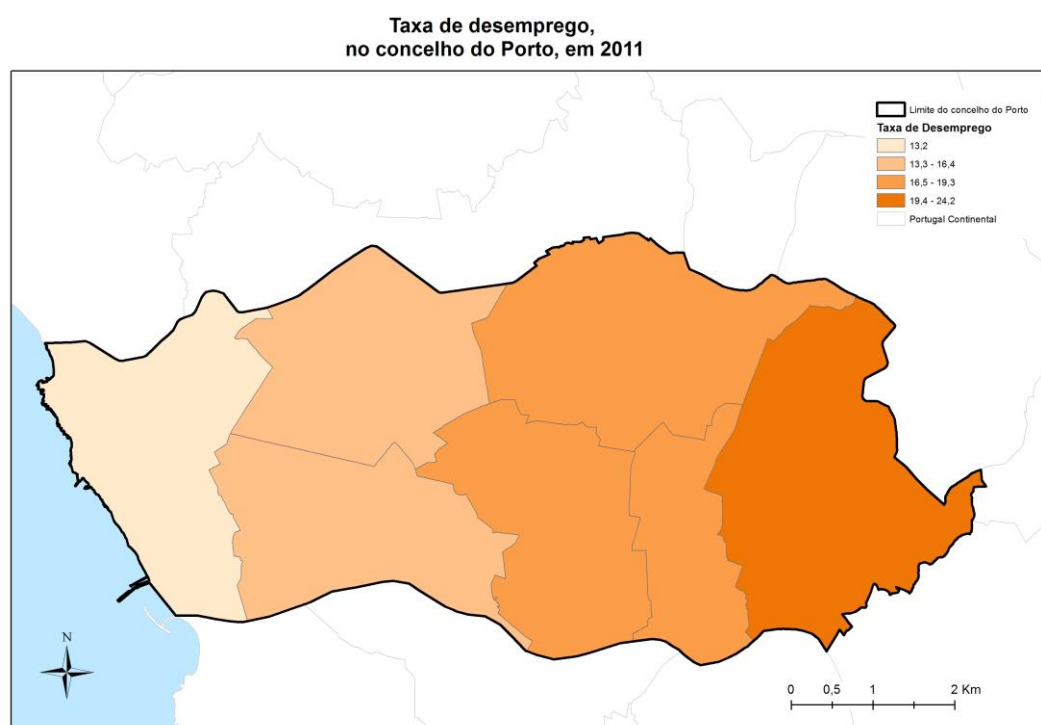 Taxa de desemprego,
no concelho do Porto, em 2011
Limite do concelho do Porto
Taxa de Desemprego
13,2
13,3 - 16,4
16,5 - 19,3
19,4 - 24,2
Portugal Continental
N
0 0,5 1 2 Km